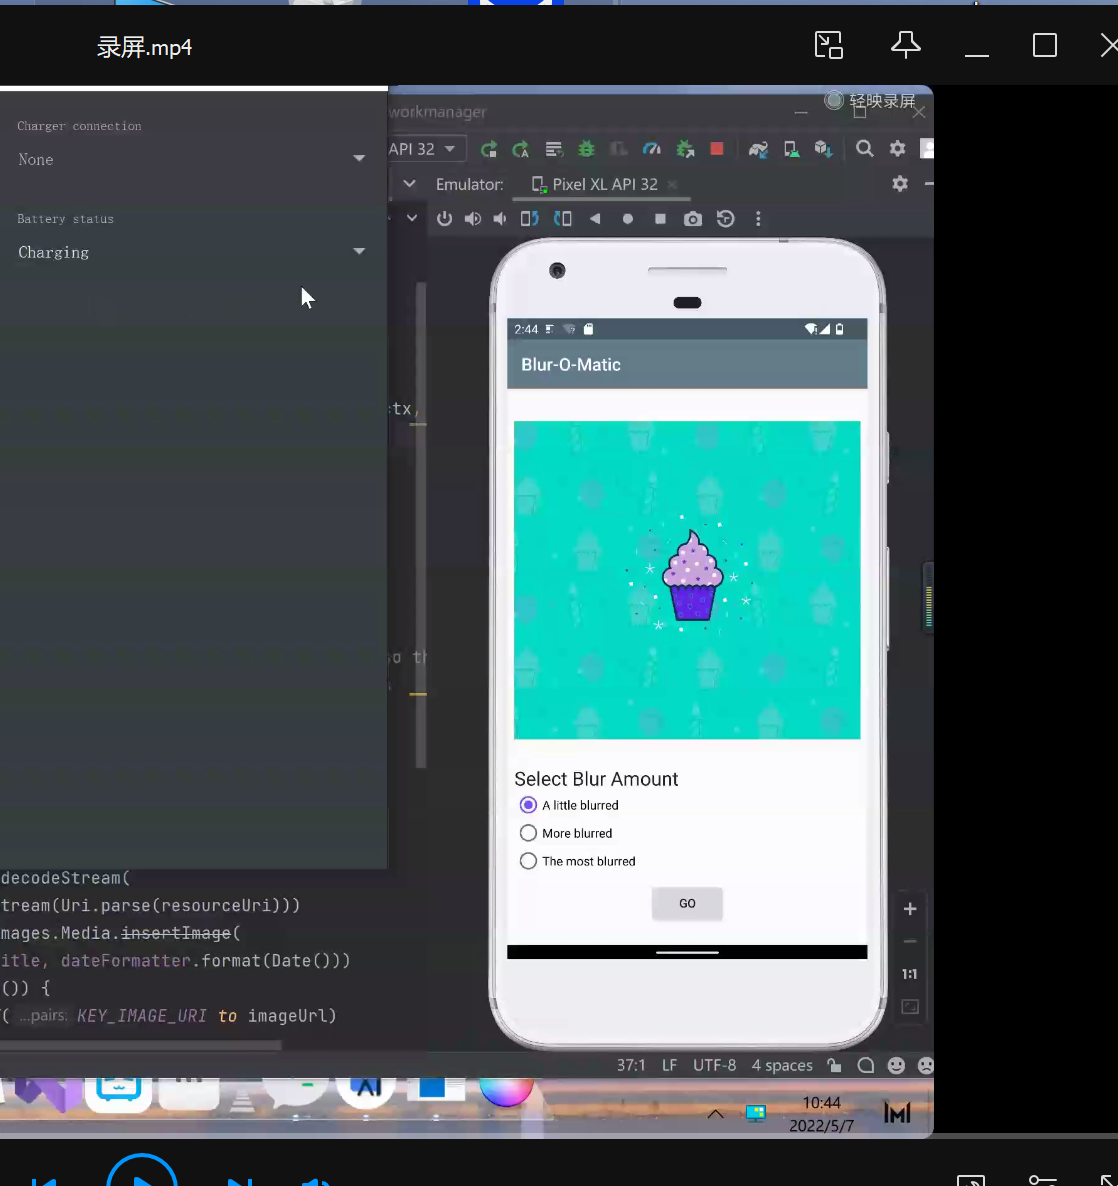 录屏.mp4
轻映录屏
workmanager
Charger connection
None
API 32
Emulator: Pixel XL API 32
Battery status
Charging
2:44
Blur-O-Matic
tx,
Select Blur Amount
A little blurred
More blurred
The most blurred
GO
decodeStream(
tream(Uri.parse(resourceUri)))
mages.Media.insertImage(
itle, dateFormatter.format(Date()))
()) {
( ...pairs: KEY_IMAGE_URI to imageUrl)
1:1
37:1 LF UTF-8 4 spaces
10:44
2022/5/7